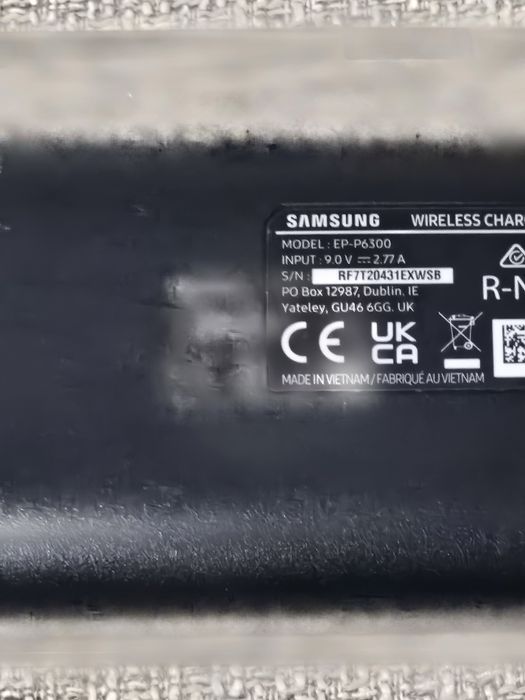 SAMSUNG WIRELESS CHAR
MODEL : EP-P6300
INPUT : 9.0 V ⎓ 2.77 A
S/N : RF7T20431EXWSB
PO Box 12987, Dublin. IE
Yateley, GU46 6GG. UK
R-N
CE UK CA
MADE IN VIETNAM / FABRIQUÉ AU VIETNAM